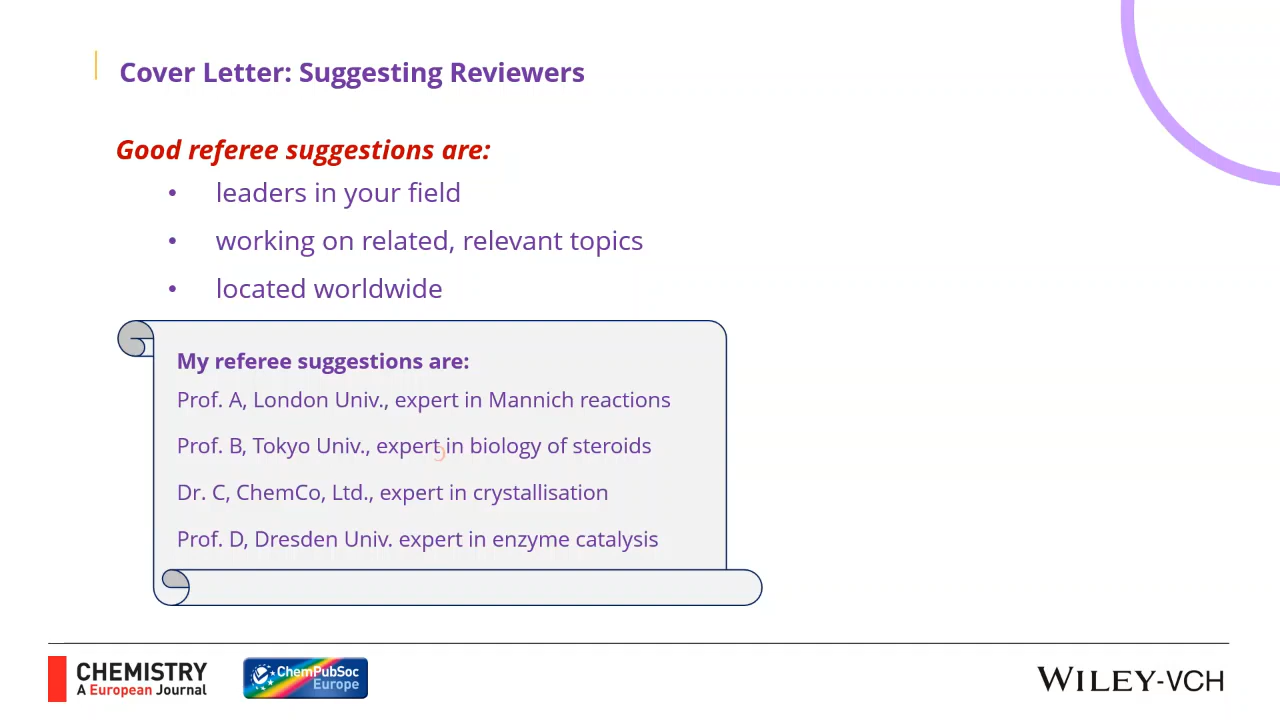 Cover Letter: Suggesting Reviewers
Good referee suggestions are:
• leaders in your field
• working on related, relevant topics
• located worldwide
My referee suggestions are:
Prof. A, London Univ., expert in Mannich reactions
Prof. B, Tokyo Univ., expert in biology of steroids
Dr. C, ChemCo, Ltd., expert in crystallisation
Prof. D, Dresden Univ. expert in enzyme catalysis
CHEMISTRY
A European Journal
ChemPubSoc
Europe
WILEY-VCH